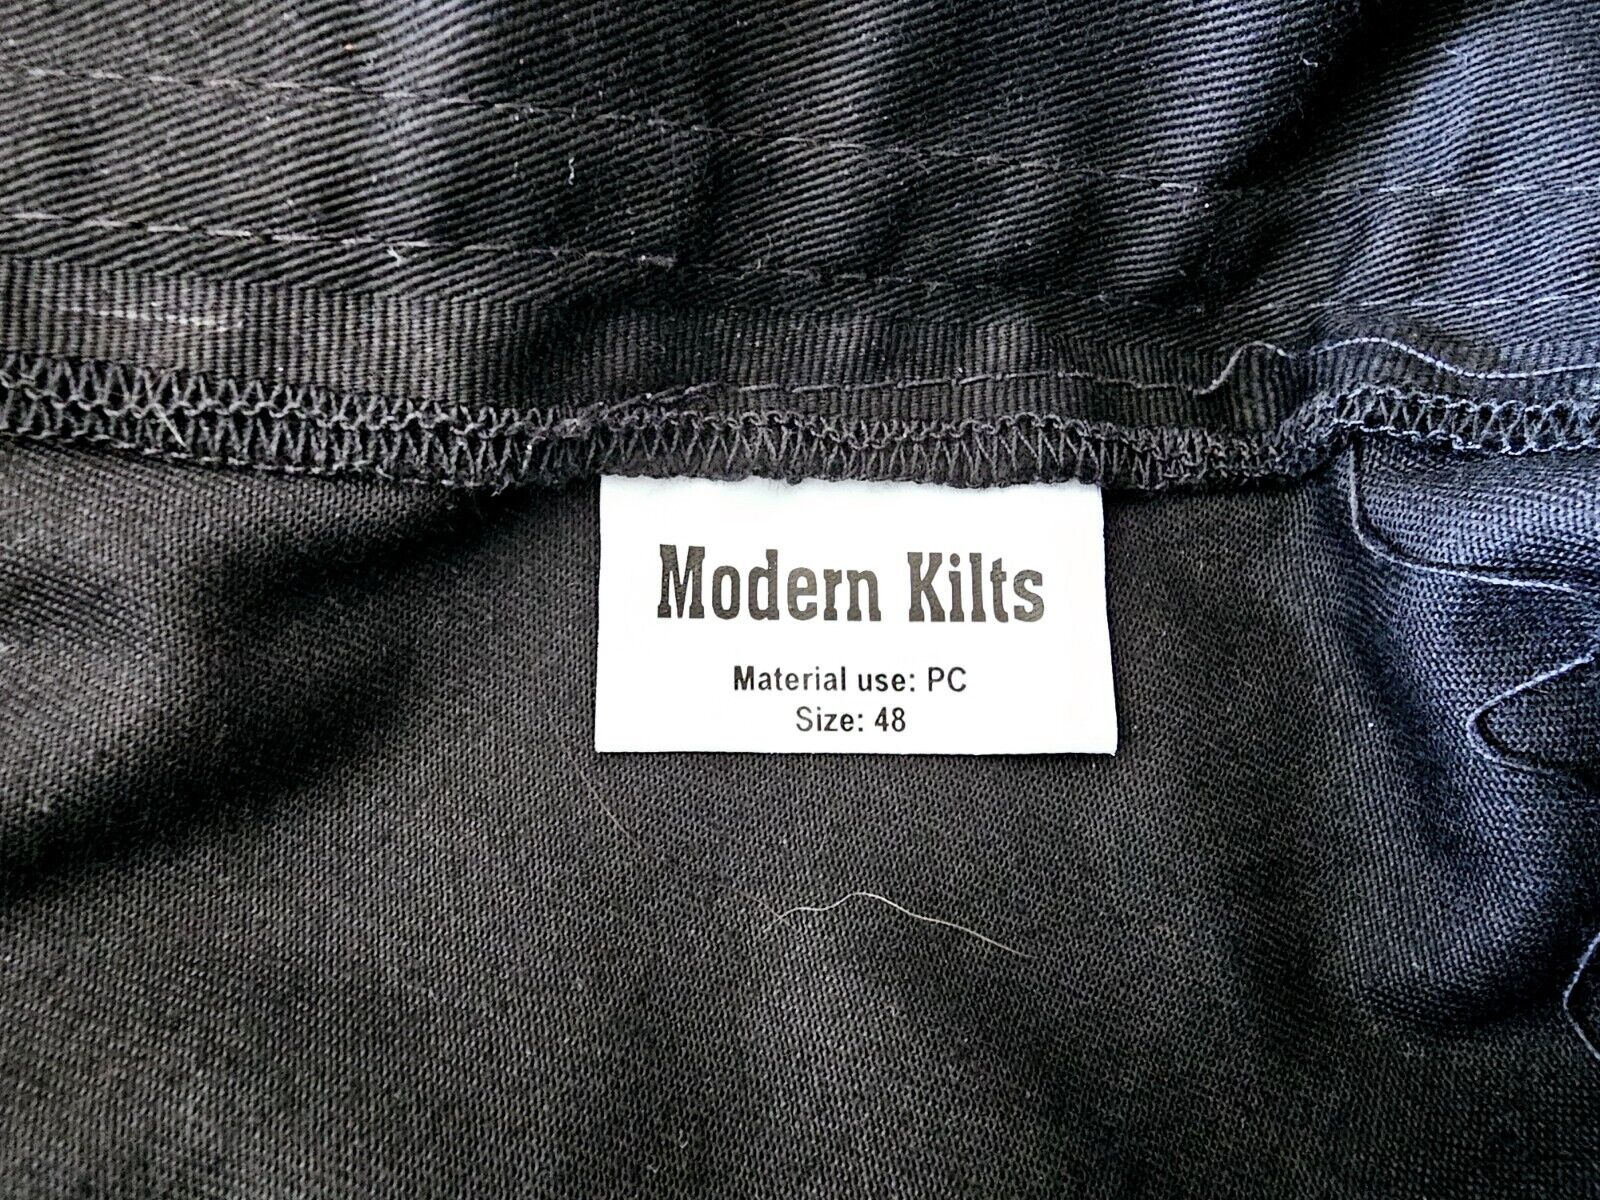 Modern Kilts
Material use: PC
Size: 48